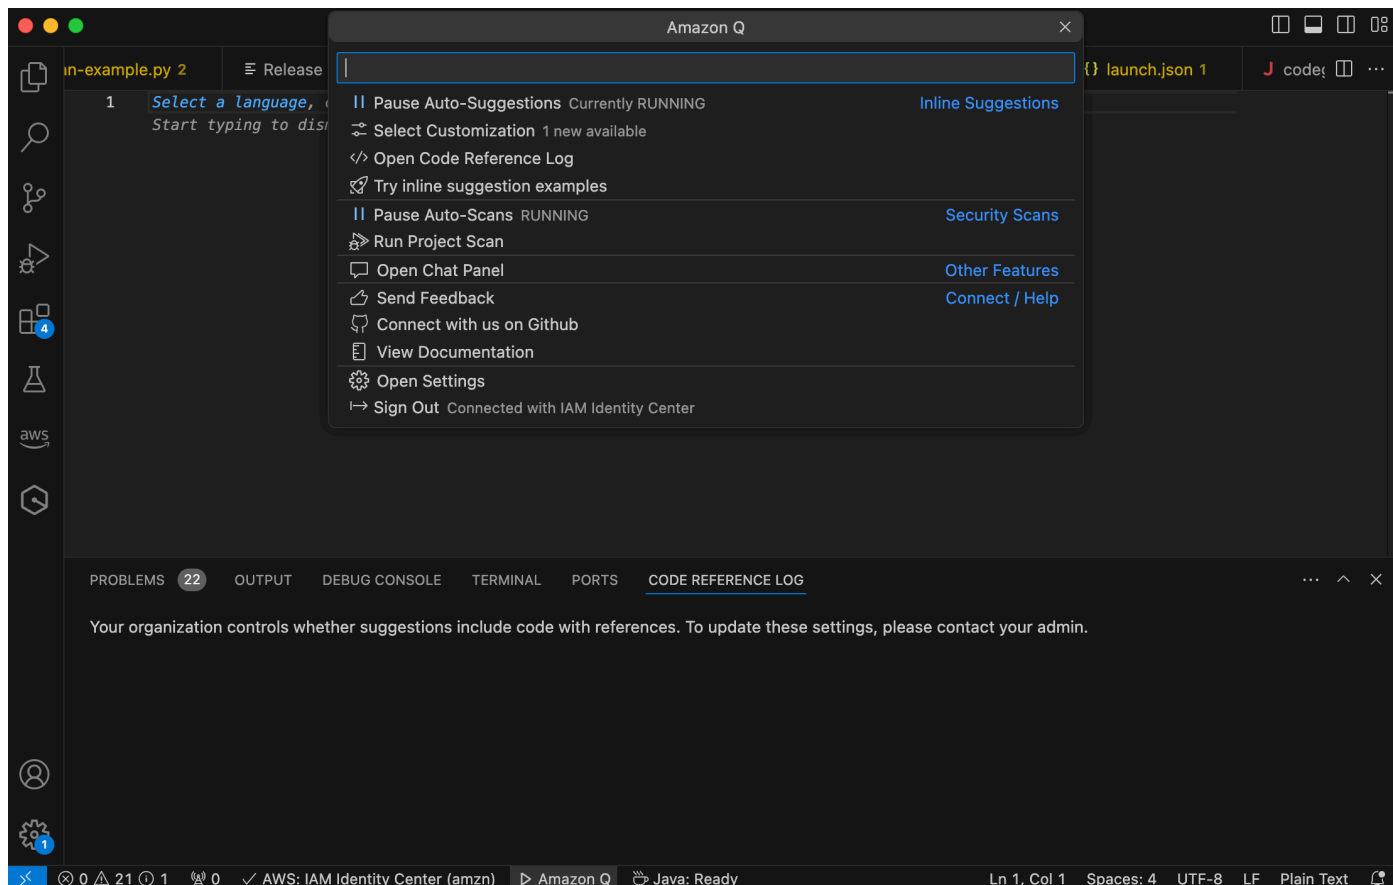 Amazon Q
an-example.py 2
Release
{} launch.json 1
J
1 Select a language,
Start typing to
Pause Auto-Suggestions Currently RUNNING Inline Suggestions
Select Customization 1 new available
Open Code Reference Log
Try inline suggestion examples
Pause Auto-Scans RUNNING Security Scans
Run Project Scan
Open Chat Panel Other Features
Send Feedback Connect / Help
Connect with us on Github
View Documentation
Open Settings
Sign Out Connected with IAM Identity Center
4
aws
PROBLEMS 22 OUTPUT DEBUG CONSOLE TERMINAL PORTS CODE REFERENCE LOG
Your organization controls whether suggestions include code with references. To update these settings, please contact your admin.
1
0 21 1 0 AWS: IAM Identity Center (amzn) Amazon Q Java: Ready Ln 1, Col 1 Spaces: 4 UTF-8 LF Plain Text